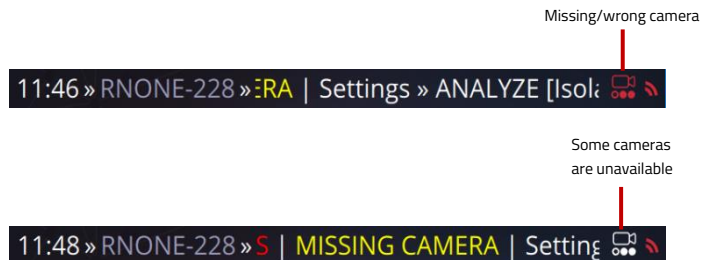 Missing/wrong camera
11:46 » RNONE-228 » ERA | Settings » ANALYZE [Isola
Some cameras
are unavailable
11:48 » RNONE-228 » S | MISSING CAMERA | Setting